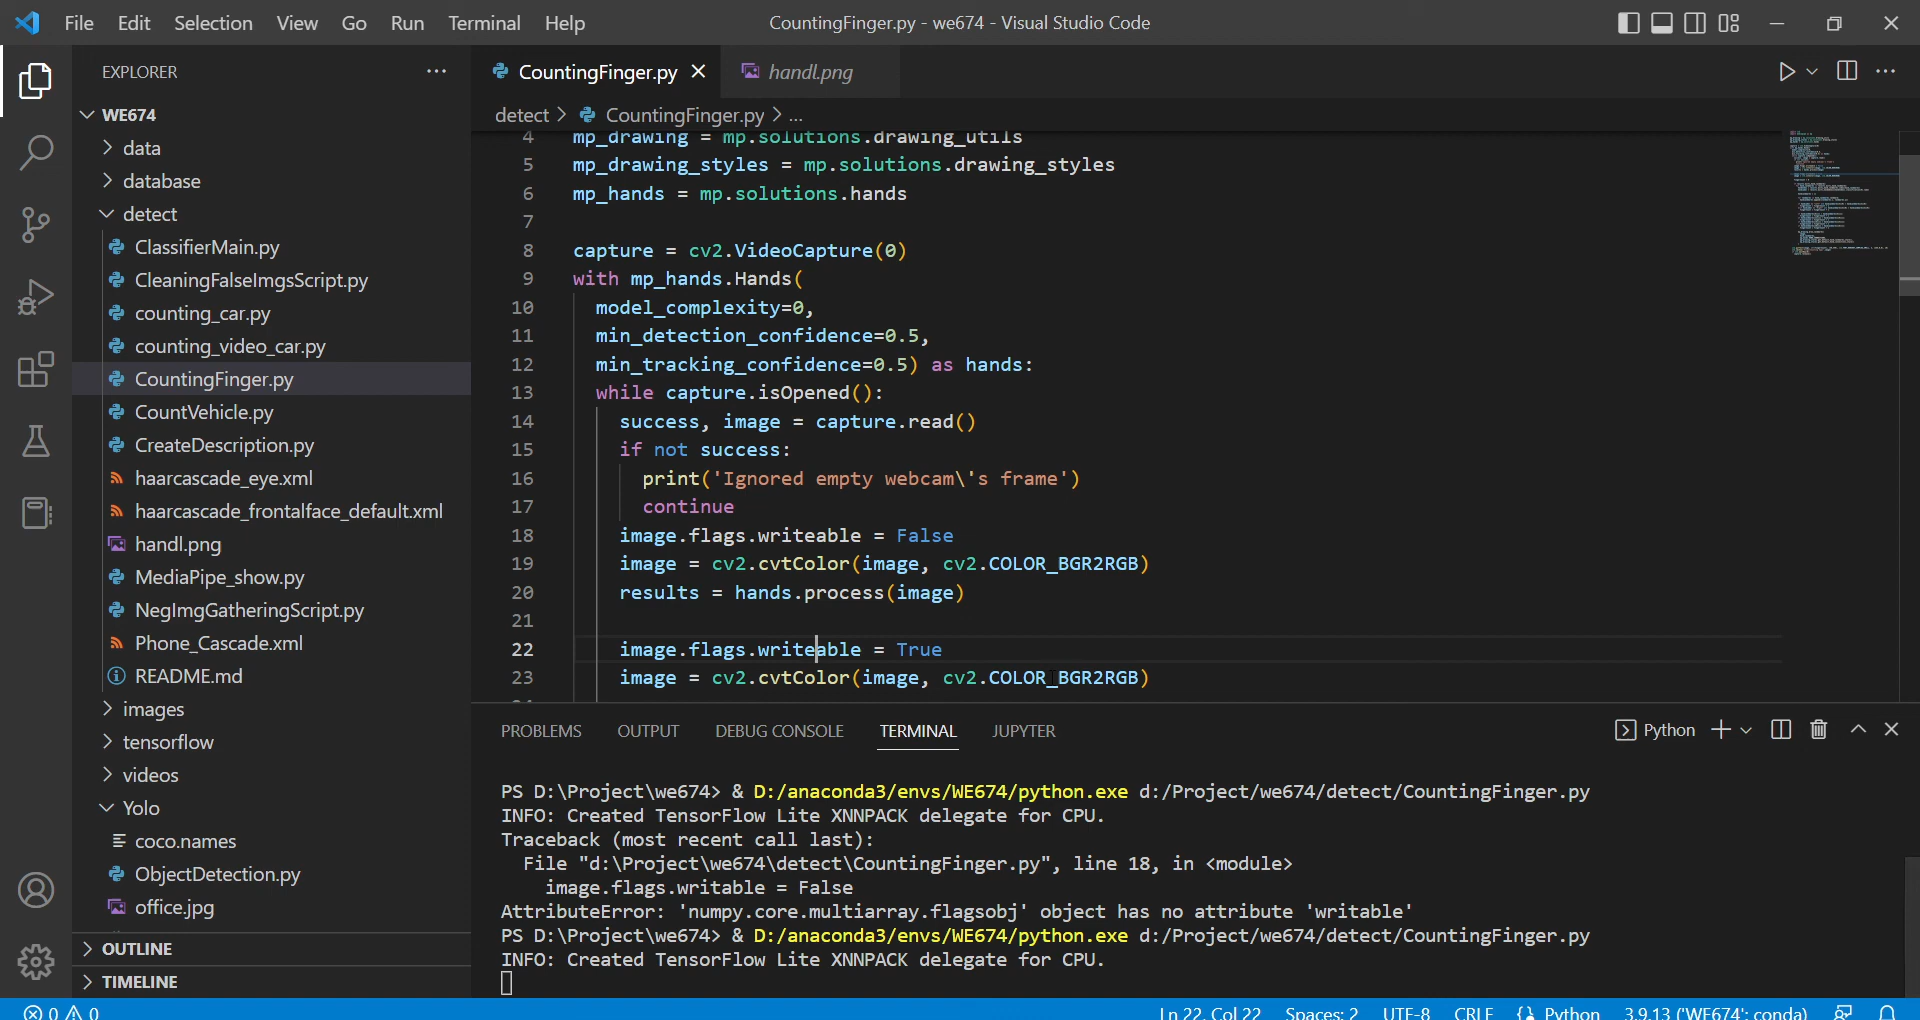 File Edit Selection View Go Run Terminal Help CountingFinger.py - we674 - Visual Studio Code
EXPLORER
WE674
data
database
detect
ClassifierMain.py
CleaningFalseImgsScript.py
counting_car.py
counting_video_car.py
CountingFinger.py
CountVehicle.py
CreateDescription.py
haarcascade_eye.xml
haarcascade_frontalface_default.xml
handl.png
MediaPipe_show.py
NegImgGatheringScript.py
Phone_Cascade.xml
README.md
images
tensorflow
videos
Yolo
coco.names
ObjectDetection.py
office.jpg
OUTLINE
TIMELINE
CountingFinger.py handl.png
detect > CountingFinger.py > ...
4 mp_drawing = mp.solutions.drawing_utils
5 mp_drawing_styles = mp.solutions.drawing_styles
6 mp_hands = mp.solutions.hands
7
8 capture = cv2.VideoCapture(0)
9 with mp_hands.Hands(
10 model_complexity=0,
11 min_detection_confidence=0.5,
12 min_tracking_confidence=0.5) as hands:
13 while capture.isOpened():
14 success, image = capture.read()
15 if not success:
16 print('Ignored empty webcam\'s frame')
17 continue
18 image.flags.writeable = False
19 image = cv2.cvtColor(image, cv2.COLOR_BGR2RGB)
20 results = hands.process(image)
21
22 image.flags.writeable = True
23 image = cv2.cvtColor(image, cv2.COLOR_BGR2RGB)
PROBLEMS OUTPUT DEBUG CONSOLE TERMINAL JUPYTER Python
PS D:\Project\we674> & D:/anaconda3/envs/WE674/python.exe d:/Project/we674/detect/CountingFinger.py
INFO: Created TensorFlow Lite XNNPACK delegate for CPU.
Traceback (most recent call last):
File "d:\Project\we674\detect\CountingFinger.py", line 18, in <module>
image.flags.writable = False
AttributeError: 'numpy.core.multiarray.flagsobj' object has no attribute 'writable'
PS D:\Project\we674> & D:/anaconda3/envs/WE674/python.exe d:/Project/we674/detect/CountingFinger.py
INFO: Created TensorFlow Lite XNNPACK delegate for CPU.
0 0 Ln 22, Col 22 Spaces: 2 UTF-8 CRLF Python 3.9.13 ('WE674': conda)